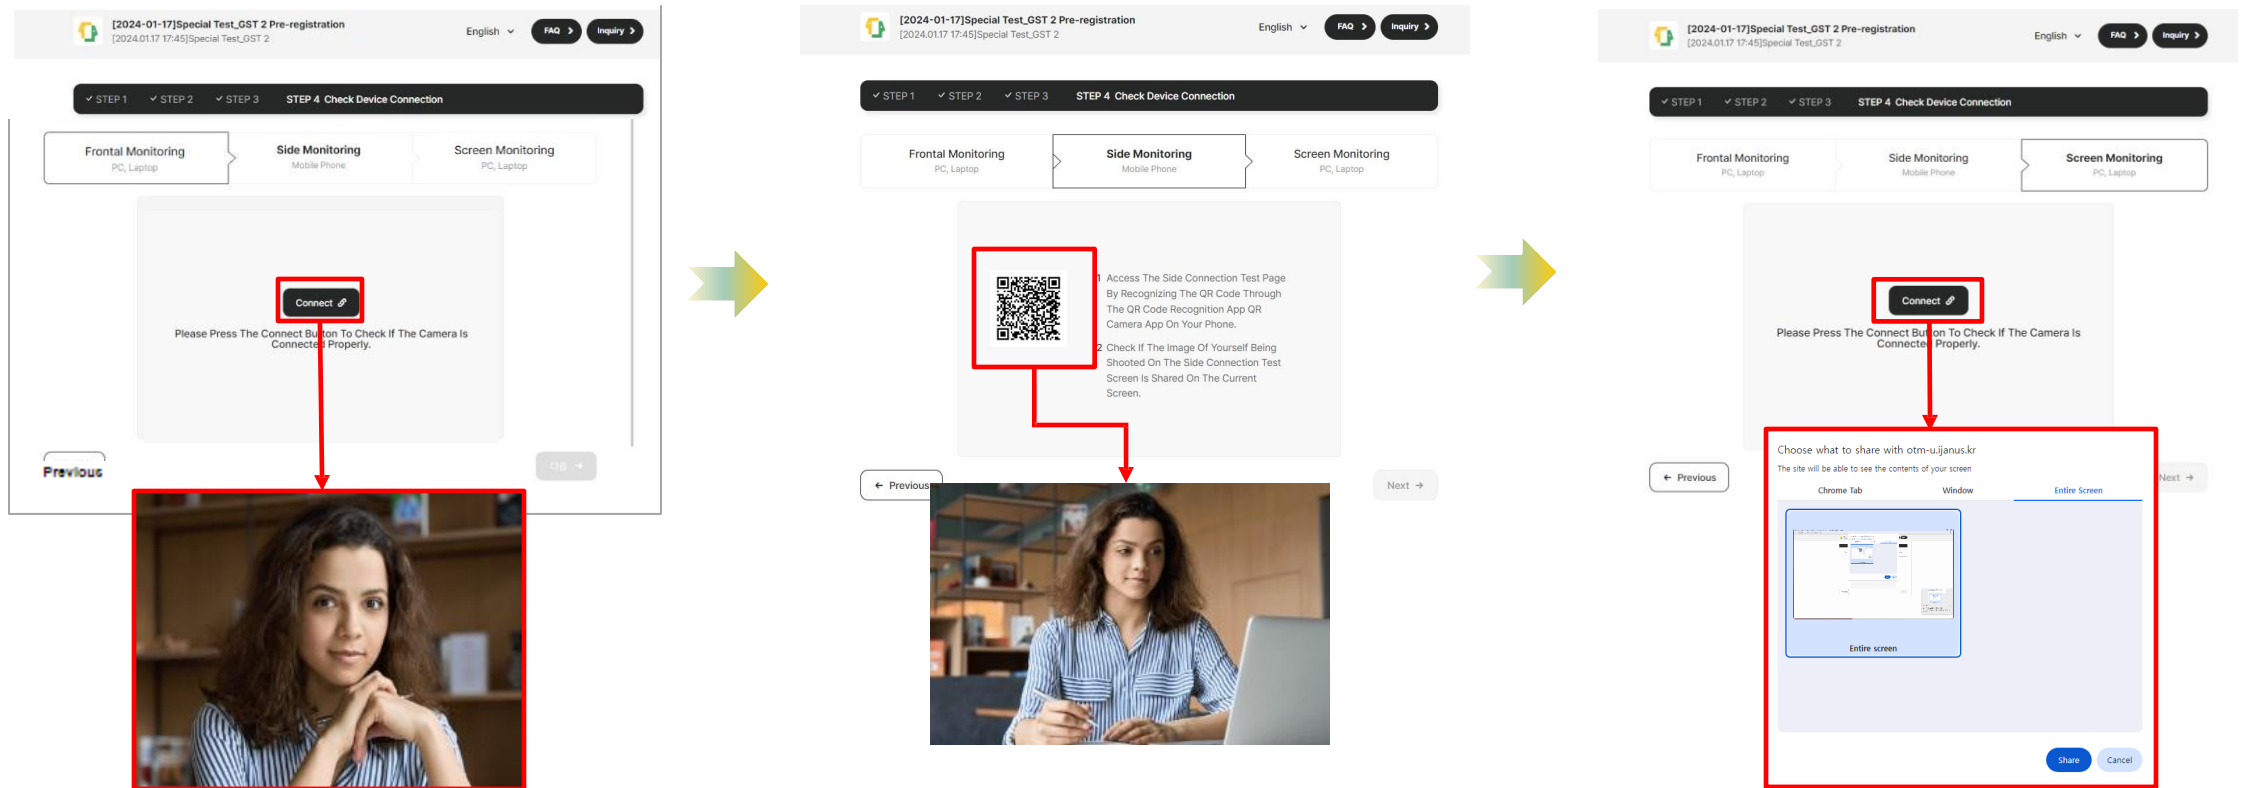 [2024-01-17]Special Test_GST 2 Pre-registration
[2024.01.17 17:45]Special Test_GST 2
English
FAQ
Inquiry
STEP 1
STEP 2
STEP 3
STEP 4 Check Device Connection
Frontal Monitoring
PC, Laptop
Side Monitoring
Mobile Phone
Screen Monitoring
PC, Laptop
Connect
Please Press The Connect Button To Check If The Camera Is
Connected Properly.
Previous
다음 →
[2024-01-17]Special Test_GST 2 Pre-registration
[2024.01.17 17:45]Special Test_GST 2
English
FAQ
Inquiry
STEP 1
STEP 2
STEP 3
STEP 4 Check Device Connection
Frontal Monitoring
PC, Laptop
Side Monitoring
Mobile Phone
Screen Monitoring
PC, Laptop
1 Access The Side Connection Test Page
By Recognizing The QR Code Through
The QR Code Recognition App QR
Camera App On Your Phone.
2 Check If The Image Of Yourself Being
Shooted On The Side Connection Test
Screen Is Shared On The Current
Screen.
← Previous
Next →
[2024-01-17]Special Test_GST 2 Pre-registration
[2024.01.17 17:45]Special Test_GST 2
English
FAQ
Inquiry
STEP 1
STEP 2
STEP 3
STEP 4 Check Device Connection
Frontal Monitoring
PC, Laptop
Side Monitoring
Mobile Phone
Screen Monitoring
PC, Laptop
Connect
Please Press The Connect Button To Check If The Camera Is
Connected Properly.
← Previous
Next →
Choose what to share with otm-u.ijanus.kr
The site will be able to see the contents of your screen
Chrome Tab
Window
Entire Screen
Entire screen
Share
Cancel